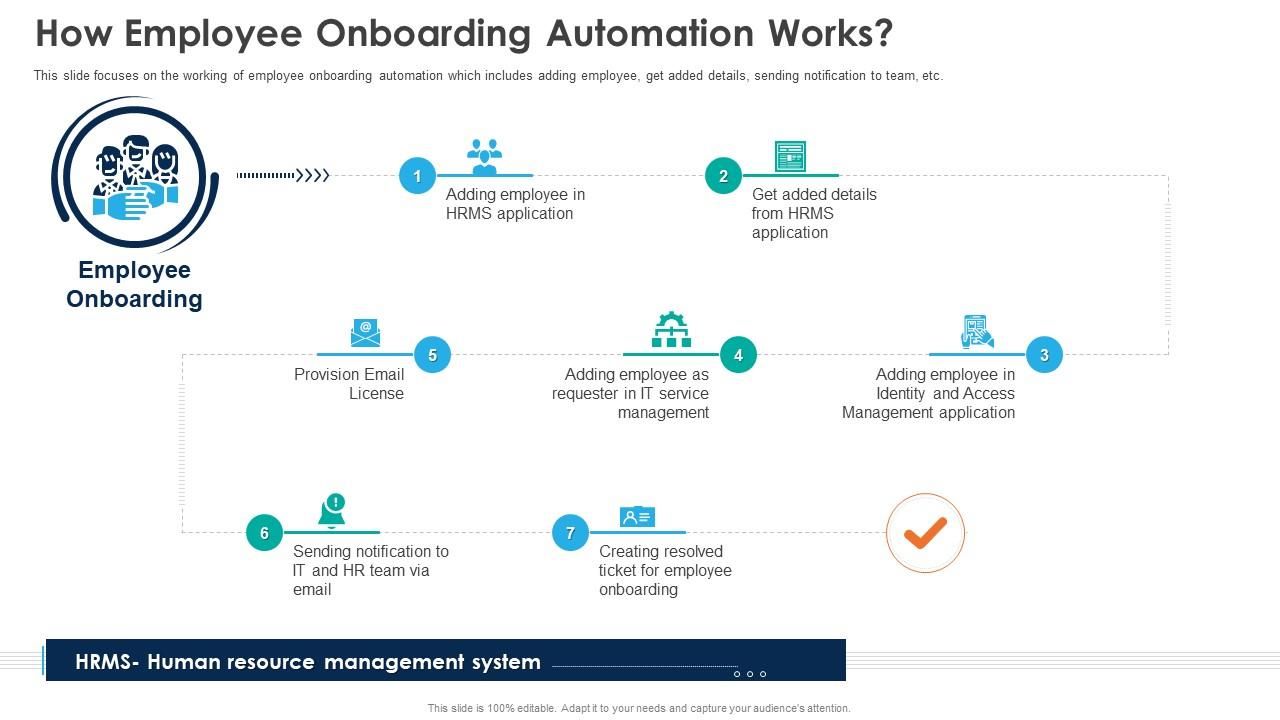 How Employee Onboarding Automation Works?
This slide focuses on the working of employee onboarding automation which includes adding employee, get added details, sending notification to team, etc.
Employee
Onboarding
1
Adding employee in
HRMS application
2
Get added details
from HRMS
application
3
Adding employee in
Identity and Access
Management application
4
Adding employee as
requester in IT service
management
5
@
Provision Email
License
6
!
Sending notification to
IT and HR team via
email
7
Creating resolved
ticket for employee
onboarding
HRMS- Human resource management system
This slide is 100% editable. Adapt it to your needs and capture your audience's attention.